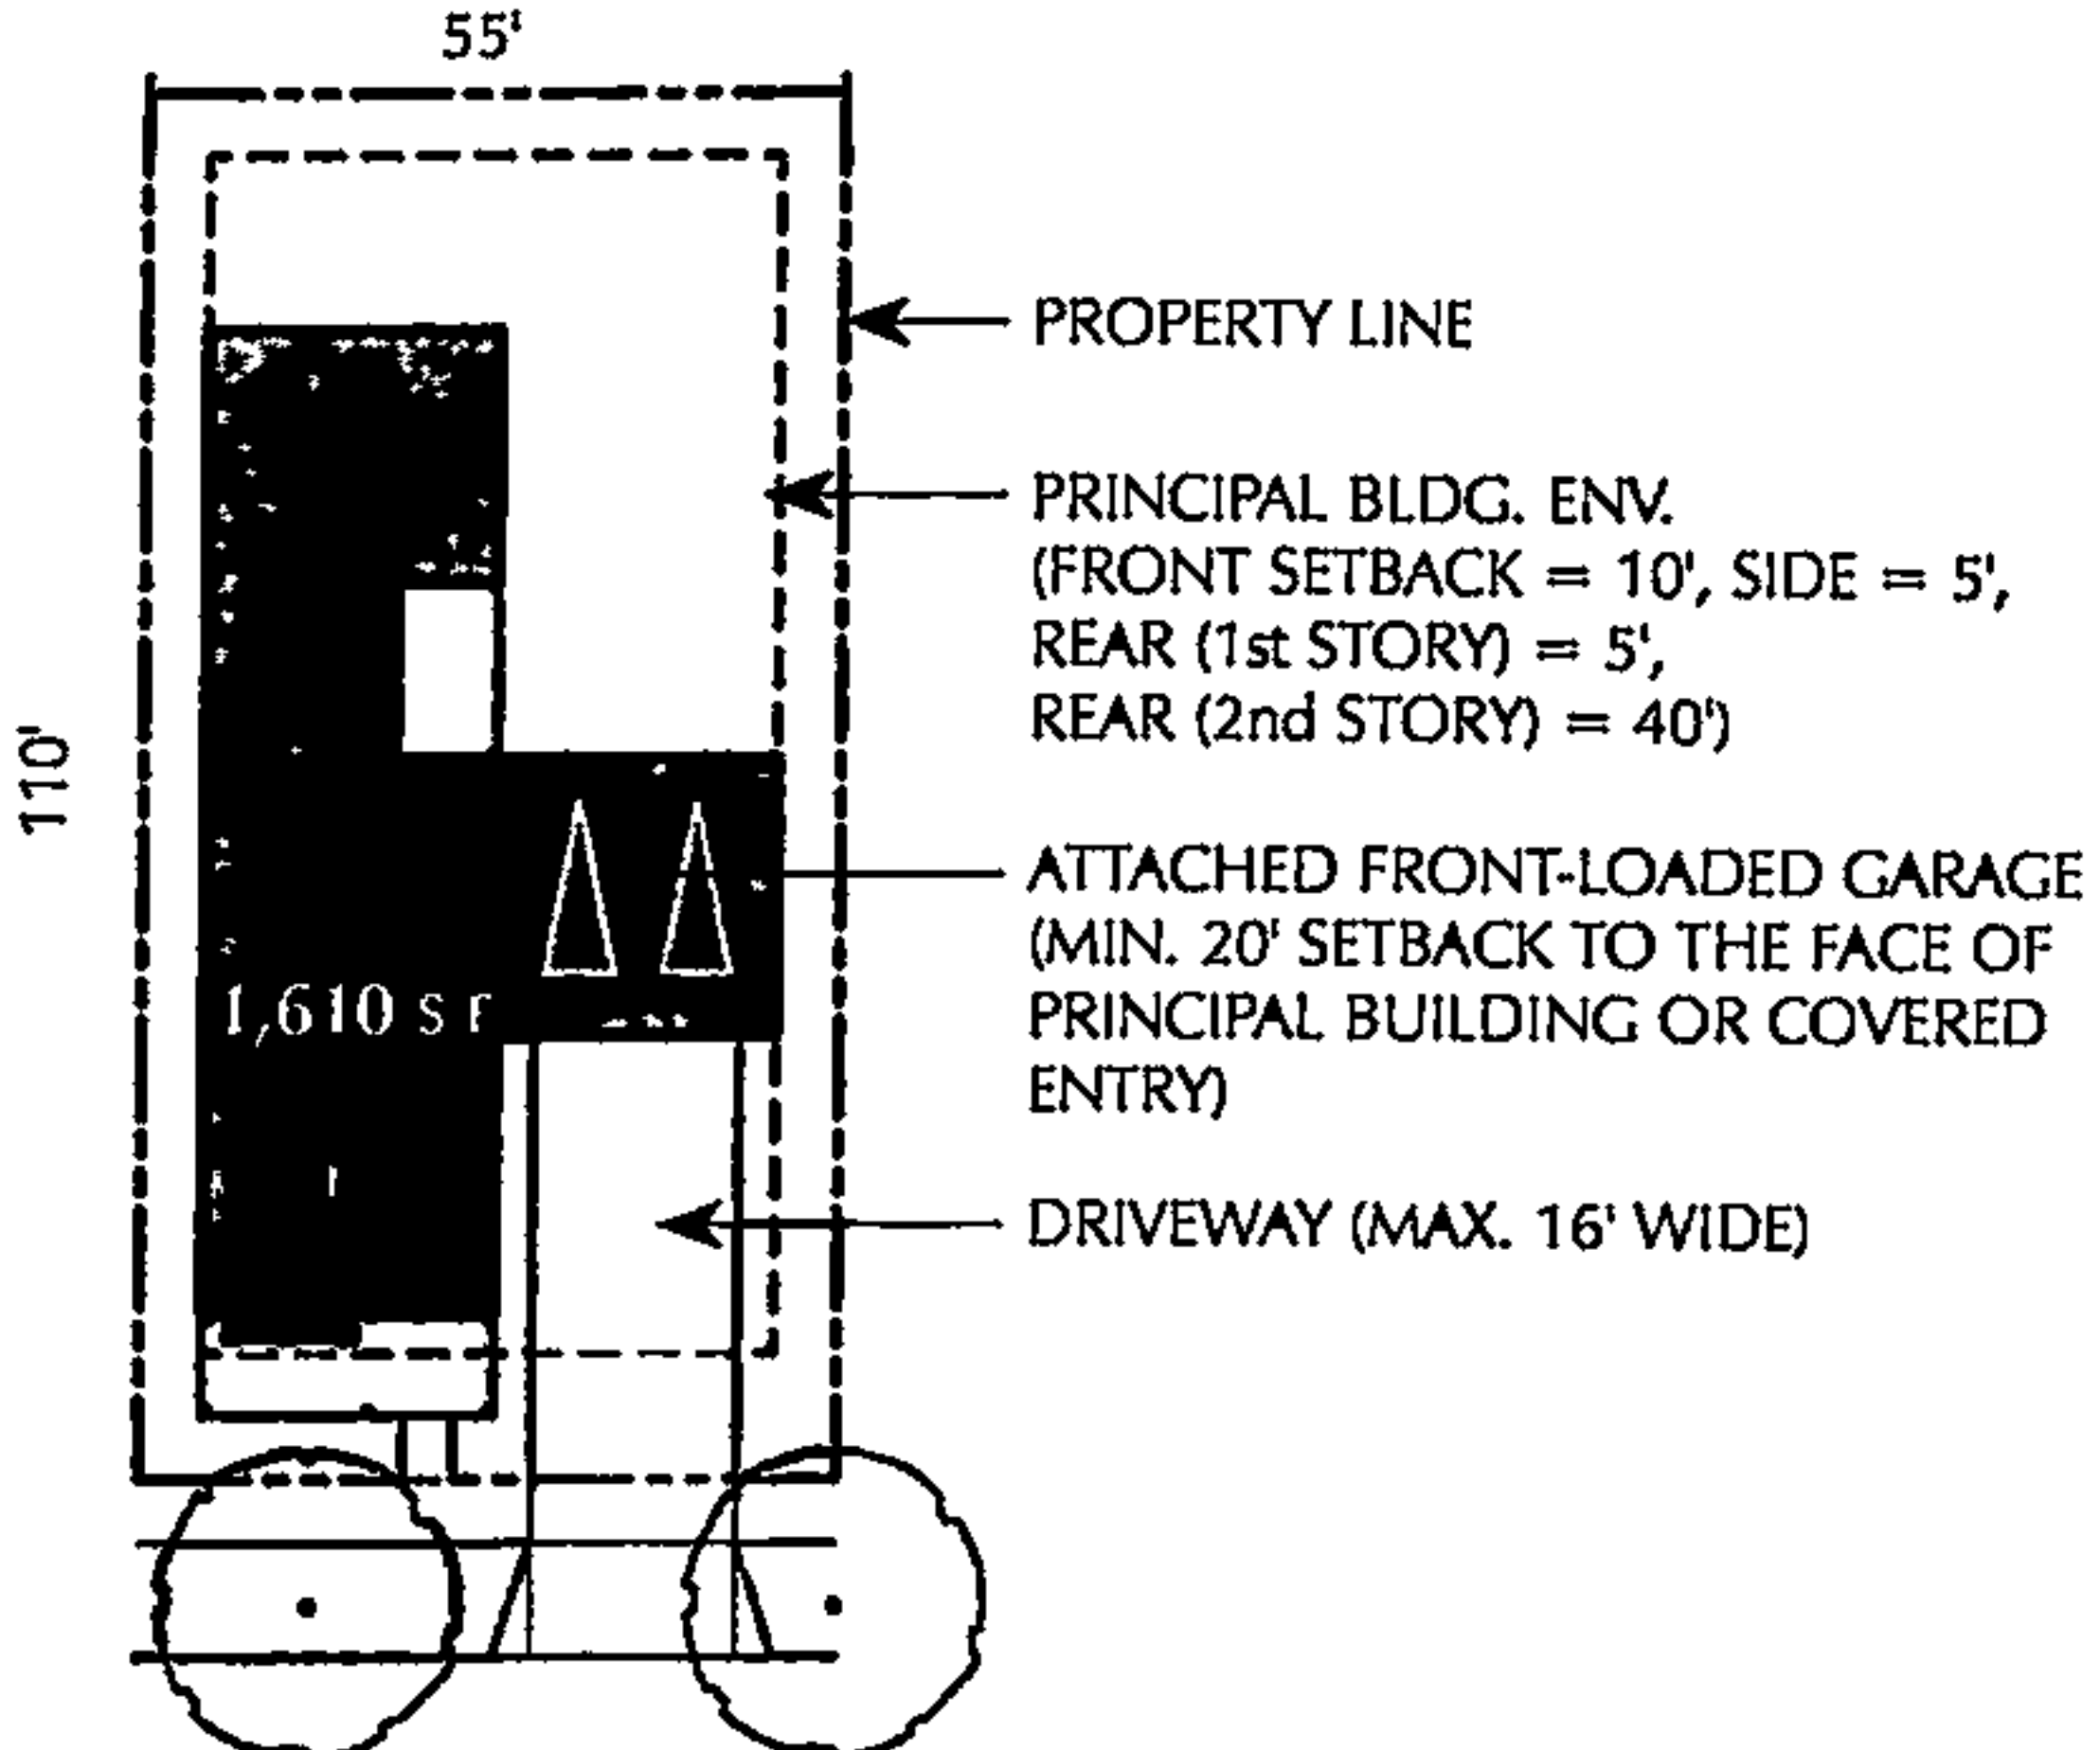 55'
110'
PROPERTY LINE
PRINCIPAL BLDG. ENV.
(FRONT SETBACK = 10', SIDE = 5',
REAR (1st STORY) = 5',
REAR (2nd STORY) = 40')
ATTACHED FRONT-LOADED GARAGE
(MIN. 20' SETBACK TO THE FACE OF
PRINCIPAL BUILDING OR COVERED
ENTRY)
1,610 s f
DRIVEWAY (MAX. 16' WIDE)